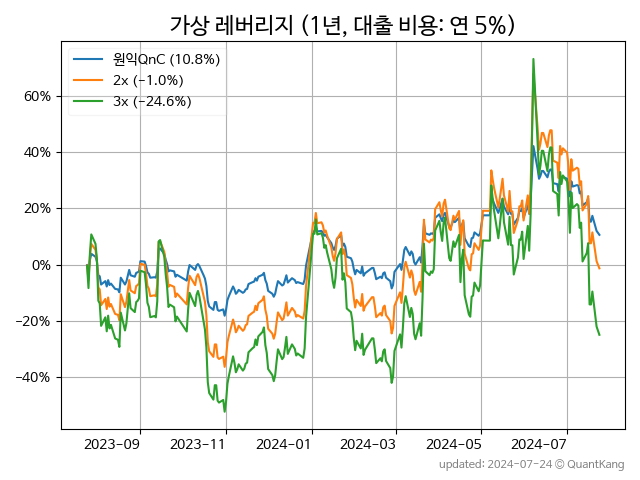 가상 레버리지 (1년, 대출 비용: 연 5%)
원익QnC (10.8%)
2x (−1.0%)
3x (−24.6%)
60%
40%
20%
0%
−20%
−40%
2023-09
2023-11
2024-01
2024-03
2024-05
2024-07
updated: 2024-07-24 © QuantKang